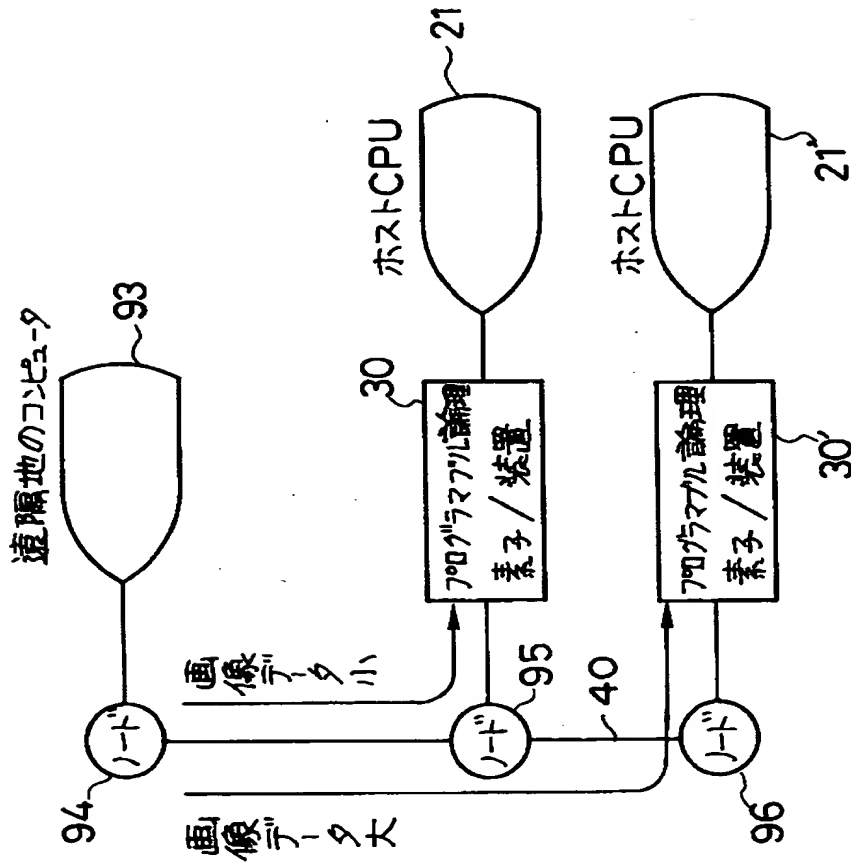 遠隔地のコンピュータ
93
94
ノード
画像データ小
画像データ大
ホストCPU
21
30
プログラマブル論理
素子／装置
95
ノード
40
ホストCPU
21'
プログラマブル論理
素子／装置
30'
ノード
96